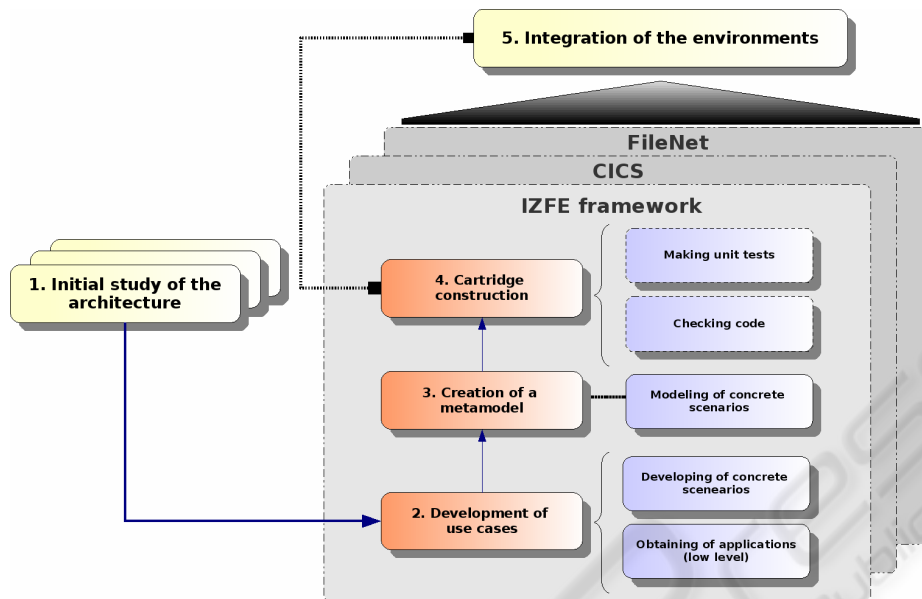 5. Integration of the environments
FileNet
CICS
IZFE framework
1. Initial study of the
architecture
4. Cartridge
construction
Making unit tests
Checking code
3. Creation of a
metamodel
Modeling of concrete
scenarios
2. Development of
use cases
Developing of concrete
scenearios
Obtaining of applications
(low level)